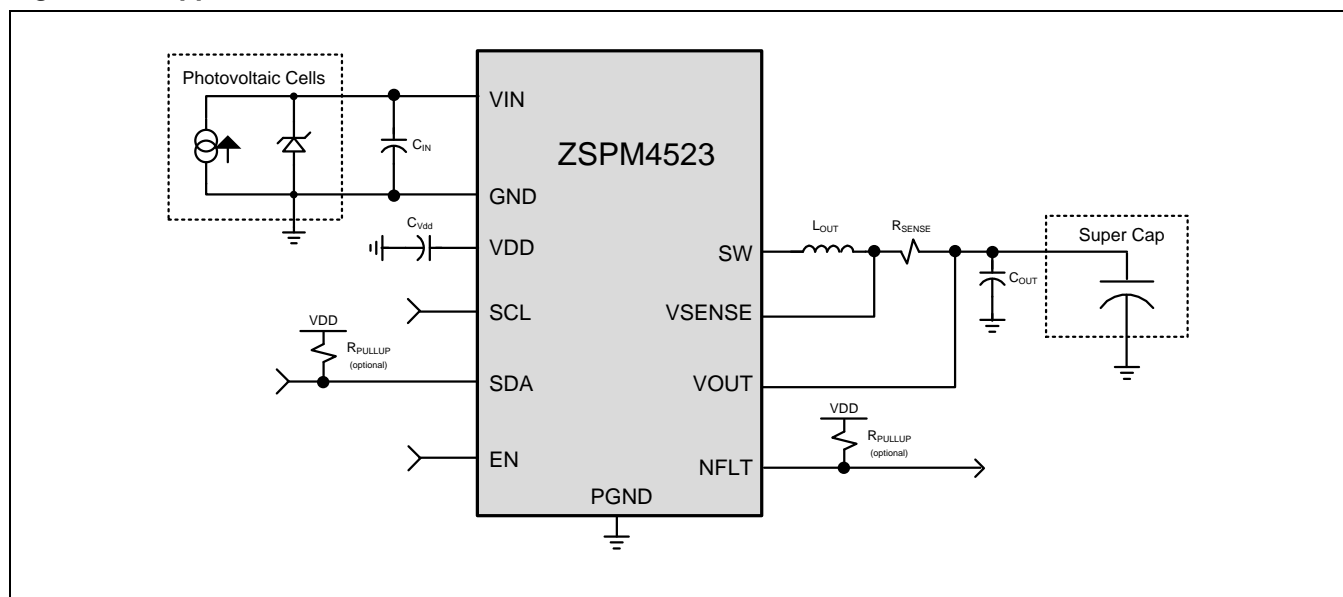 Photovoltaic Cells
VIN
CIN
ZSPM4523
GND
CVdd
VDD
LOUT
RSENSE
Super Cap
SW
COUT
SCL
VSENSE
VDD
RPULLUP
(optional)
SDA
VOUT
VDD
RPULLUP
(optional)
EN
NFLT
PGND